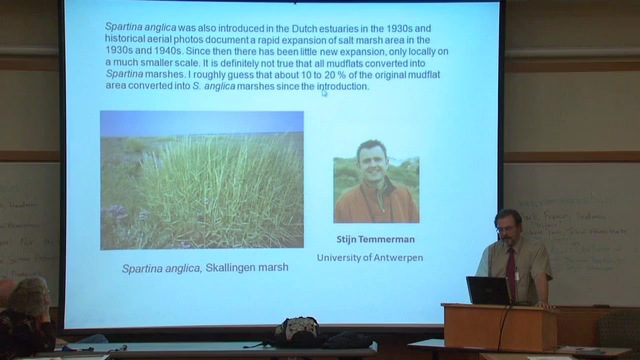 Spartina anglica was also introduced in the Dutch estuaries in the 1930s and
historical aerial photos document a rapid expansion of salt marsh area in the
1930s and 1940s. Since then there has been little new expansion, only locally on
a much smaller scale. It is definitely not true that all mudflats converted into
Spartina marshes. I roughly guess that about 10 to 20 % of the original mudflat
area converted into S. anglica marshes since the introduction.
Spartina anglica, Skallingen marsh
Stijn Temmerman
University of Antwerpen